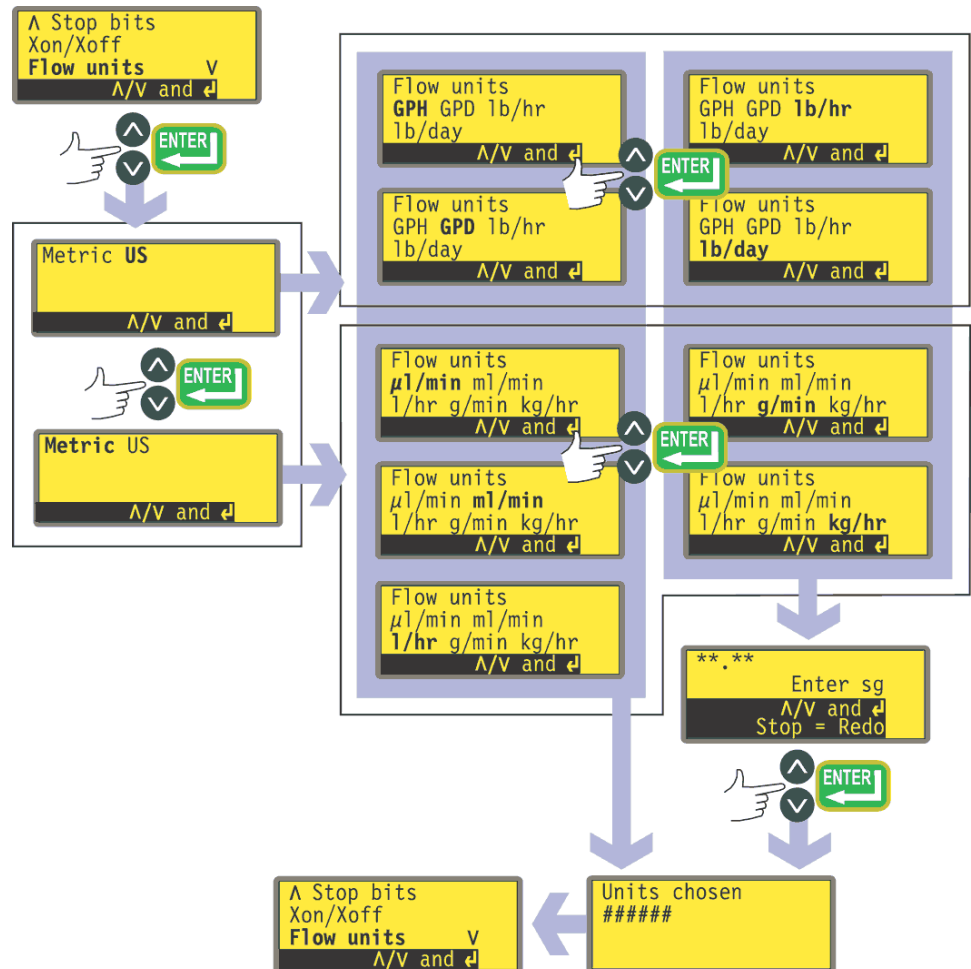 Λ Stop bits
Xon/Xoff
Flow units V
Λ/V and ↵
ENTER
Metric US
Λ/V and ↵
ENTER
Metric US
Λ/V and ↵
Flow units
GPH GPD lb/hr
lb/day
Λ/V and ↵
Flow units
GPH GPD lb/hr
lb/day
Λ/V and ↵
ENTER
Flow units
GPH GPD lb/hr
lb/day
Λ/V and ↵
Flow units
GPH GPD lb/hr
lb/day
Λ/V and ↵
Flow units
μl/min ml/min
l/hr g/min kg/hr
Λ/V and ↵
Flow units
μl/min ml/min
l/hr g/min kg/hr
Λ/V and ↵
ENTER
Flow units
μl/min ml/min
l/hr g/min kg/hr
Λ/V and ↵
Flow units
μl/min ml/min
l/hr g/min kg/hr
Λ/V and ↵
Flow units
μl/min ml/min
l/hr g/min kg/hr
Λ/V and ↵
**.**
Enter sg
Λ/V and ↵
Stop = Redo
ENTER
Units chosen
######
Λ Stop bits
Xon/Xoff
Flow units V
Λ/V and ↵